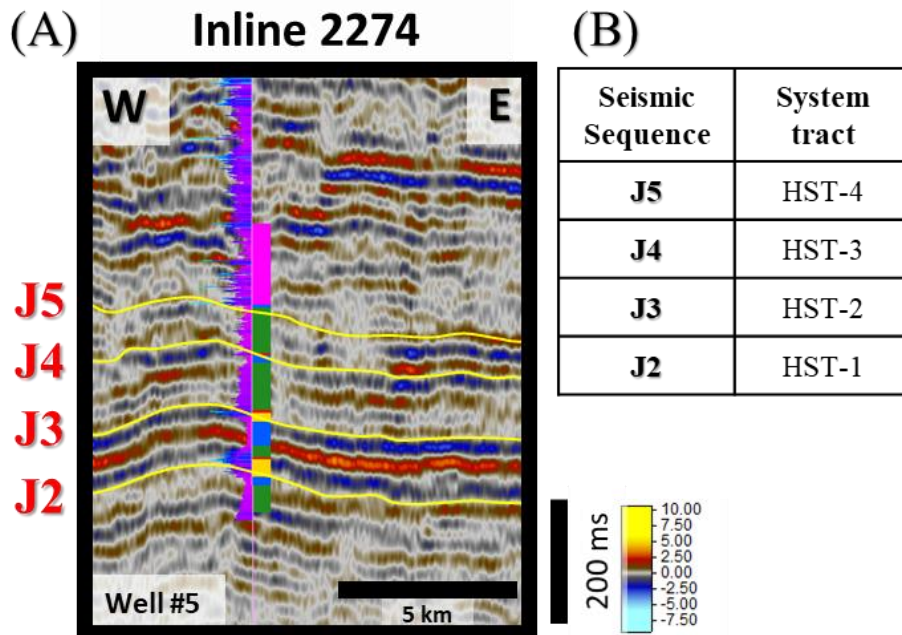 (A)
Inline 2274
W
E
J5
J4
J3
J2
Well #5
5 km
200 ms
10.00
7.50
5.00
2.50
0.00
-2.50
-5.00
-7.50
(B)
Seismic Sequence
System tract
J5
HST-4
J4
HST-3
J3
HST-2
J2
HST-1